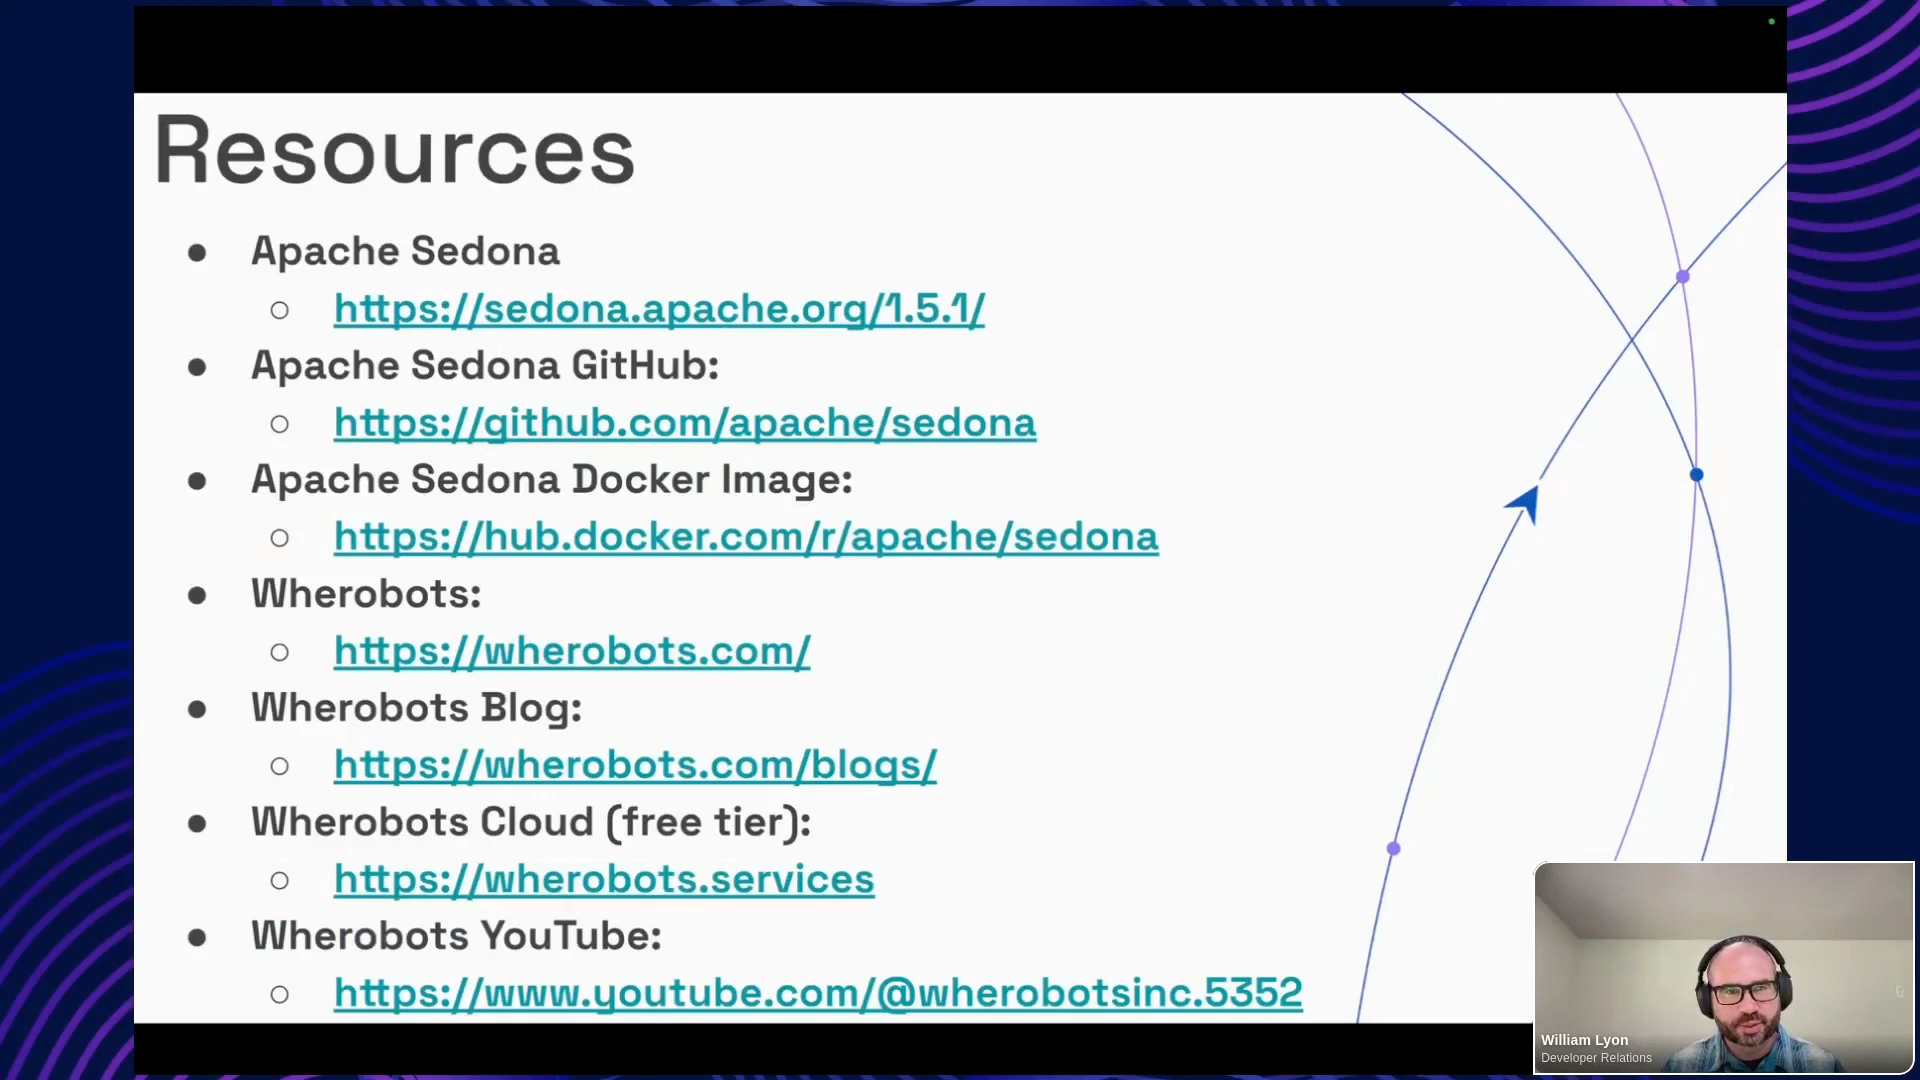 Resources
● Apache Sedona
○ https://sedona.apache.org/1.5.1/
● Apache Sedona GitHub:
○ https://github.com/apache/sedona
● Apache Sedona Docker Image:
○ https://hub.docker.com/r/apache/sedona
● Wherobots:
○ https://wherobots.com/
● Wherobots Blog:
○ https://wherobots.com/blogs/
● Wherobots Cloud (free tier):
○ https://wherobots.services
● Wherobots YouTube:
○ https://www.youtube.com/@wherobotsinc.5352
William Lyon
Developer Relations